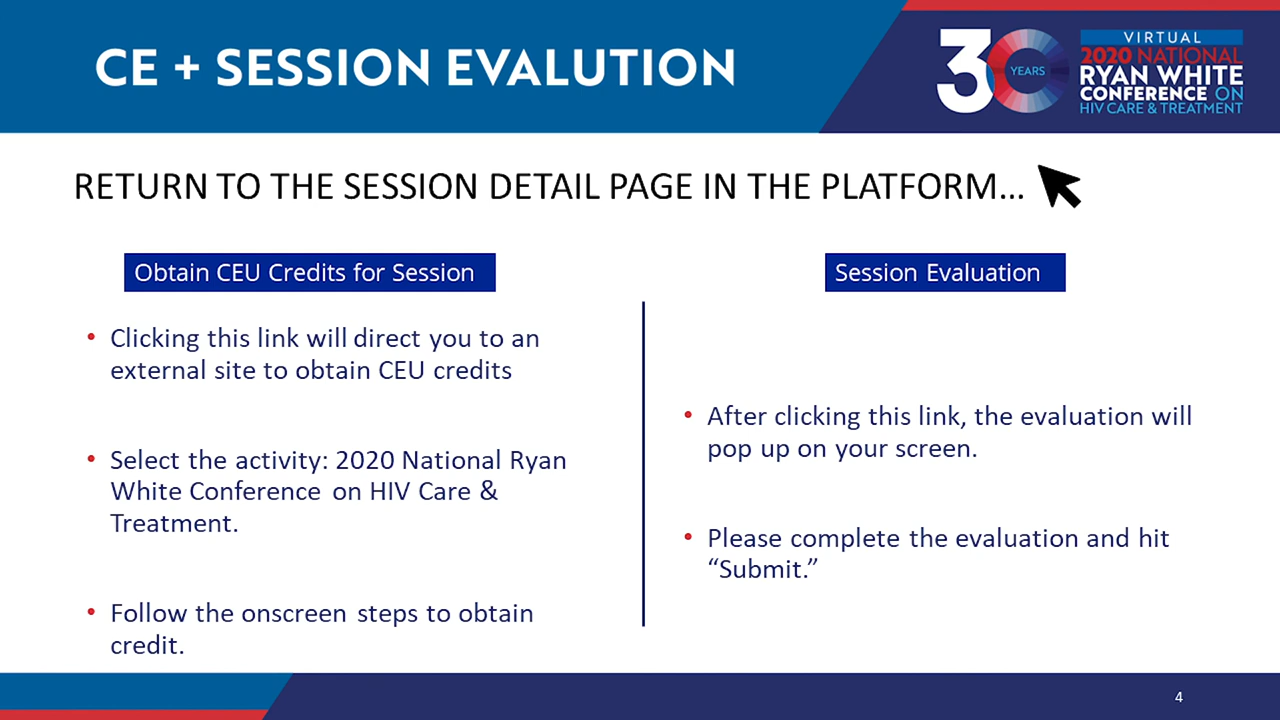 CE + SESSION EVALUTION
30 YEARS
VIRTUAL
2020 NATIONAL
RYAN WHITE
CONFERENCE ON
HIV CARE & TREATMENT
RETURN TO THE SESSION DETAIL PAGE IN THE PLATFORM...
Obtain CEU Credits for Session
• Clicking this link will direct you to an
external site to obtain CEU credits
• Select the activity: 2020 National Ryan
White Conference on HIV Care &
Treatment.
• Follow the onscreen steps to obtain
credit.
Session Evaluation
• After clicking this link, the evaluation will
pop up on your screen.
• Please complete the evaluation and hit
“Submit.”
4